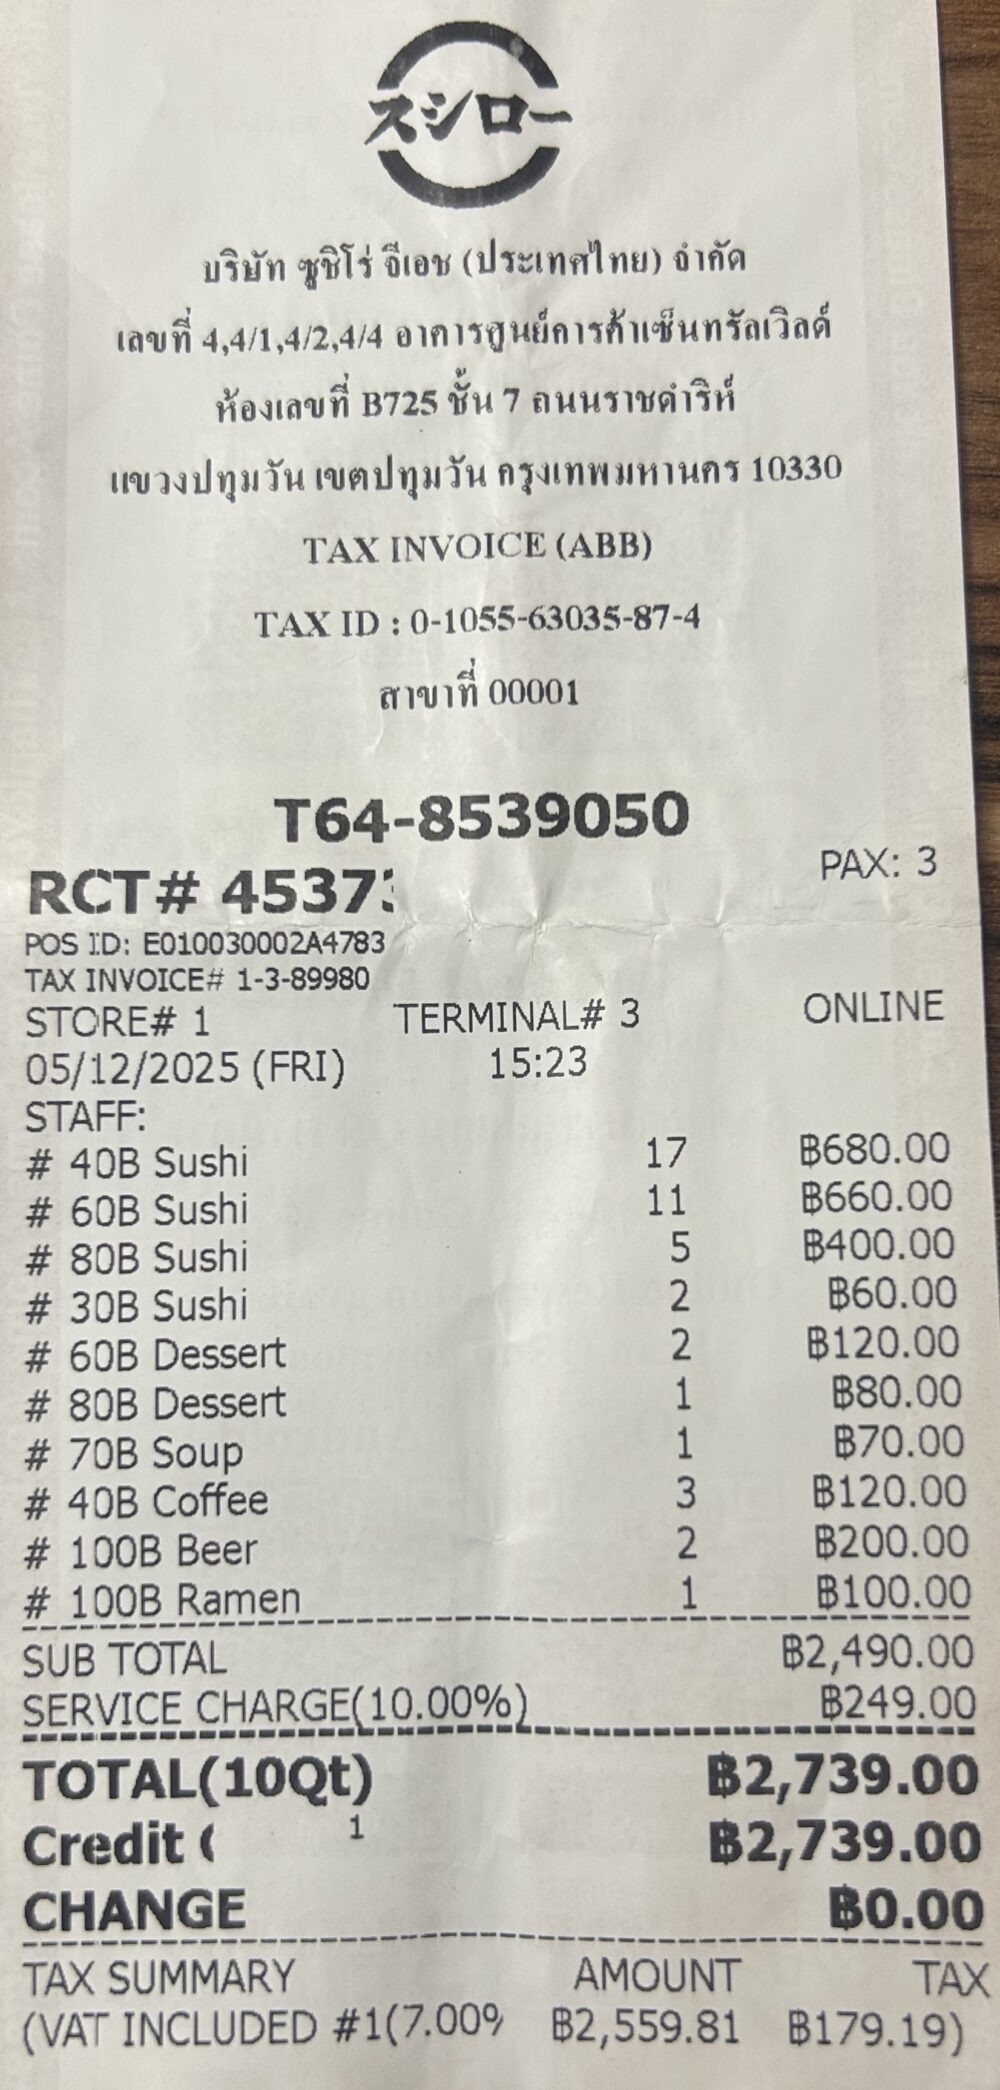 スシロー
บริษัท ซูชิโร่ จีเอช (ประเทศไทย) จำกัด
เลขที่ 4,4/1,4/2,4/4 อาคารศูนย์การค้าเซ็นทรัลเวิลด์
ห้องเลขที่ B725 ชั้น 7 ถนนราชดำริห์
แขวงปทุมวัน เขตปทุมวัน กรุงเทพมหานคร 10330
TAX INVOICE (ABB)
TAX ID : 0-1055-63035-87-4
สาขาที่ 00001
T64-8539050
RCT# PAX: 3
POS ID: E010030002A4783
TAX INVOICE# 1-3-89980
STORE# 1 TERMINAL# 3 ONLINE
05/12/2025 (FRI) 15:23
STAFF:
# 40B Sushi 17 ฿680.00
# 60B Sushi 11 ฿660.00
# 80B Sushi 5 ฿400.00
# 30B Sushi 2 ฿60.00
# 60B Dessert 2 ฿120.00
# 80B Dessert 1 ฿80.00
# 70B Soup 1 ฿70.00
# 40B Coffee 3 ฿120.00
# 100B Beer 2 ฿200.00
# 100B Ramen 1 ฿100.00
SUB TOTAL ฿2,490.00
SERVICE CHARGE(10.00%) ฿249.00
TOTAL(10Qt) ฿2,739.00
Credit 1 ฿2,739.00
CHANGE ฿0.00
TAX SUMMARY AMOUNT TAX
(VAT INCLUDED #1(7.00% ฿2,559.81 ฿179.19)